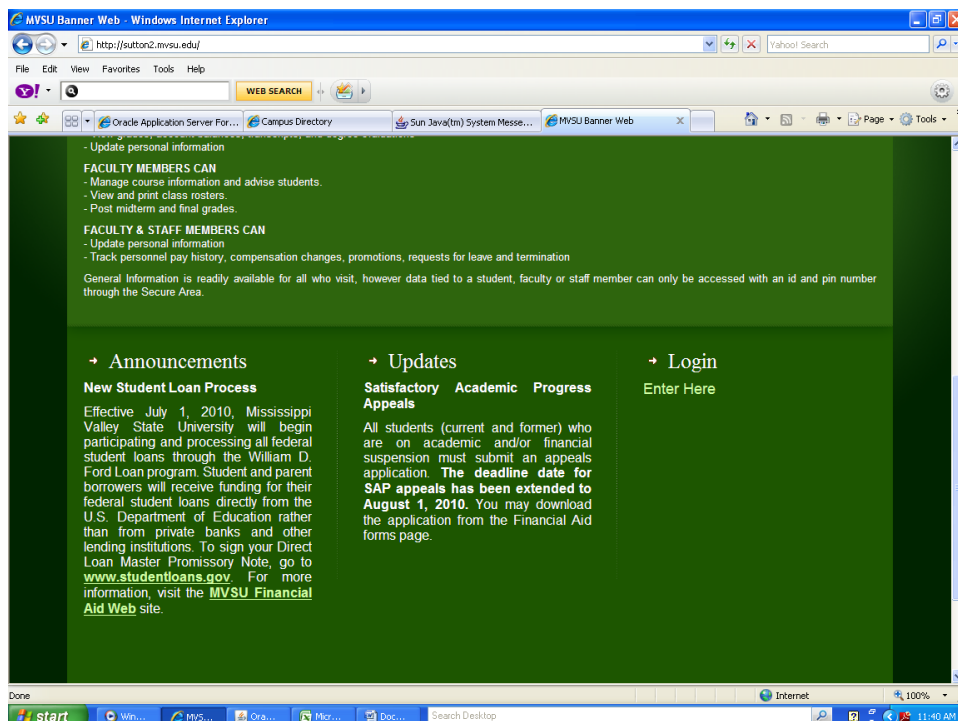 MVSU Banner Web - Windows Internet Explorer
http://sutton2.mvsu.edu/
Yahoo! Search
File Edit View Favorites Tools Help
Y! WEB SEARCH
Oracle Application Server For... Campus Directory Sun Java(tm) System Messe... MVSU Banner Web x Page Tools
- Update personal information
FACULTY MEMBERS CAN
- Manage course information and advise students.
- View and print class rosters.
- Post midterm and final grades.
FACULTY & STAFF MEMBERS CAN
- Update personal information
- Track personnel pay history, compensation changes, promotions, requests for leave and termination
General Information is readily available for all who visit, however data tied to a student, faculty or staff member can only be accessed with an id and pin number
through the Secure Area.
Announcements
New Student Loan Process
Effective July 1, 2010, Mississippi
Valley State University will begin
participating and processing all federal
student loans through the William D.
Ford Loan program. Student and parent
borrowers will receive funding for their
federal student loans directly from the
U.S. Department of Education rather
than from private banks and other
lending institutions. To sign your Direct
Loan Master Promissory Note, go to
www.studentloans.gov. For more
information, visit the MVSU Financial
Aid Web site.
Updates
Satisfactory Academic Progress
Appeals
All students (current and former) who
are on academic and/or financial
suspension must submit an appeals
application. The deadline date for
SAP appeals has been extended to
August 1, 2010. You may download
the application from the Financial Aid
forms page.
Login
Enter Here
Done Internet 100%
start Win... MVS... Ora... Micr... Doc... Search Desktop 11:40 AM